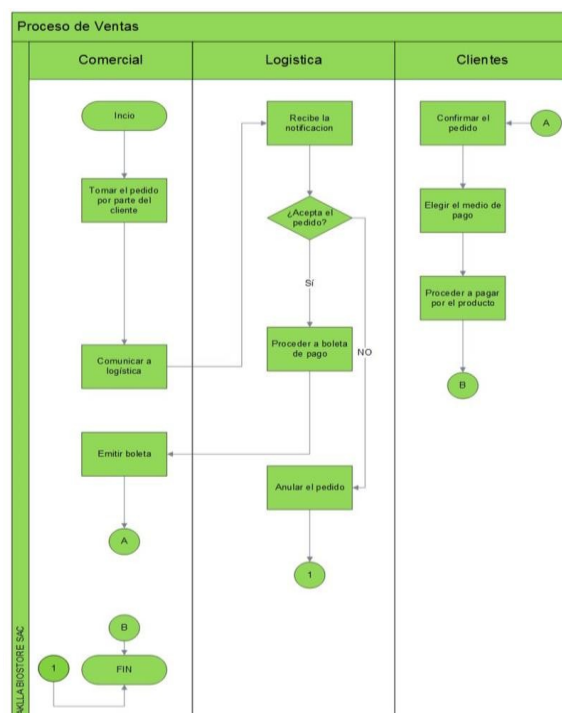 Proceso de Ventas
Comercial
Logistica
Clientes
Incio
Tomar el pedido
por parte del
cliente
Comunicar a
logística
Emitir boleta
A
B
1
FIN
Recibe la
notificacion
¿Acepta el
pedido?
Sí
NO
Proceder a boleta
de pago
Anular el pedido
1
Confirmar el
pedido
A
Elegir el medio de
pago
Proceder a pagar
por el producto
B
BIOSTORE SAC